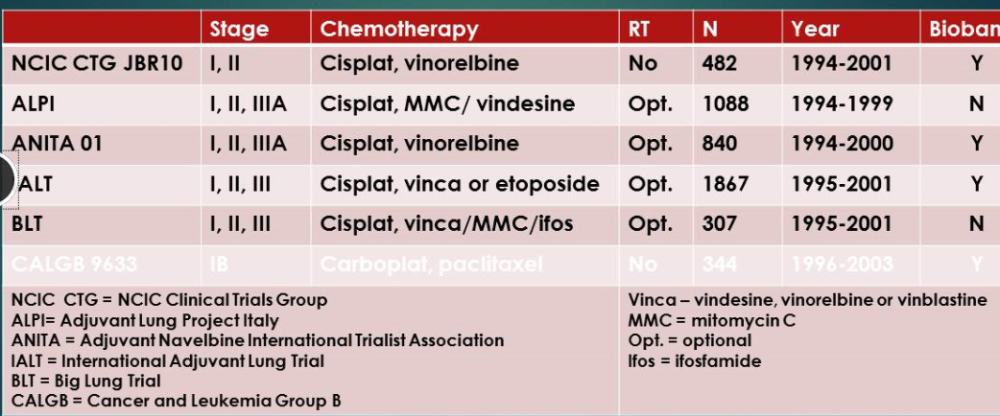 Stage Chemotherapy RT N Year Bioban
NCIC CTG JBR10 I, II Cisplat, vinorelbine No 482 1994-2001 Y
ALPI I, II, IIIA Cisplat, MMC/ vindesine Opt. 1088 1994-1999 N
ANITA 01 I, II, IIIA Cisplat, vinorelbine Opt. 840 1994-2000 Y
ALT I, II, III Cisplat, vinca or etoposide Opt. 1867 1995-2001 Y
BLT I, II, III Cisplat, vinca/MMC/ifos Opt. 307 1995-2001 N
CALGB 9633 IB Carboplat, paclitaxel No 344 1996-2003 Y
NCIC CTG = NCIC Clinical Trials Group
ALPI= Adjuvant Lung Project Italy
ANITA = Adjuvant Navelbine International Trialist Association
IALT = International Adjuvant Lung Trial
BLT = Big Lung Trial
CALGB = Cancer and Leukemia Group B
Vinca – vindesine, vinorelbine or vinblastine
MMC = mitomycin C
Opt. = optional
Ifos = ifosfamide